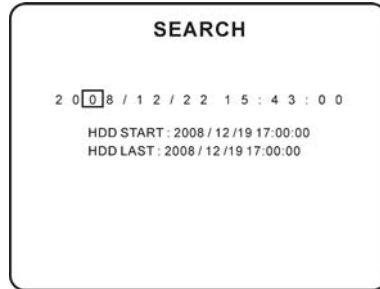 SEARCH
2008/12/22 15:43:00
HDD START : 2008 / 12 /19 17:00:00
HDD LAST : 2008 / 12 /19 17:00:00